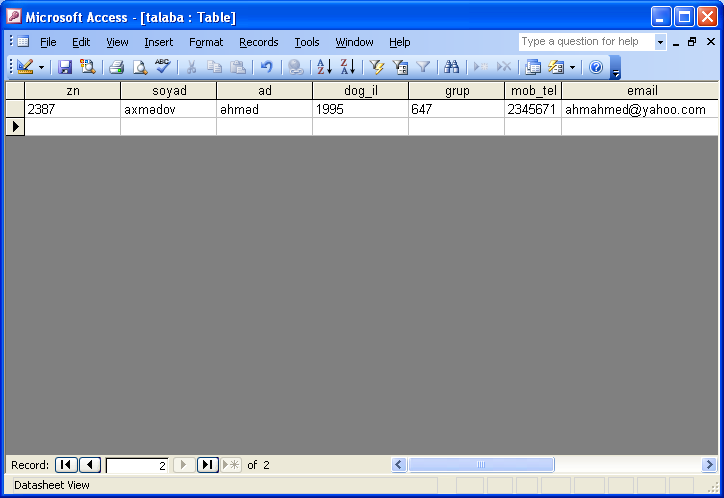 Microsoft Access - [talaba : Table]
File Edit View Insert Format Records Tools Window Help Type a question for help
zn soyad ad dog_il grup mob_tel email
2387 axmədov əhməd 1995 647 2345671 ahmahmed@yahoo.com
Record: 2 of 2
Datasheet View